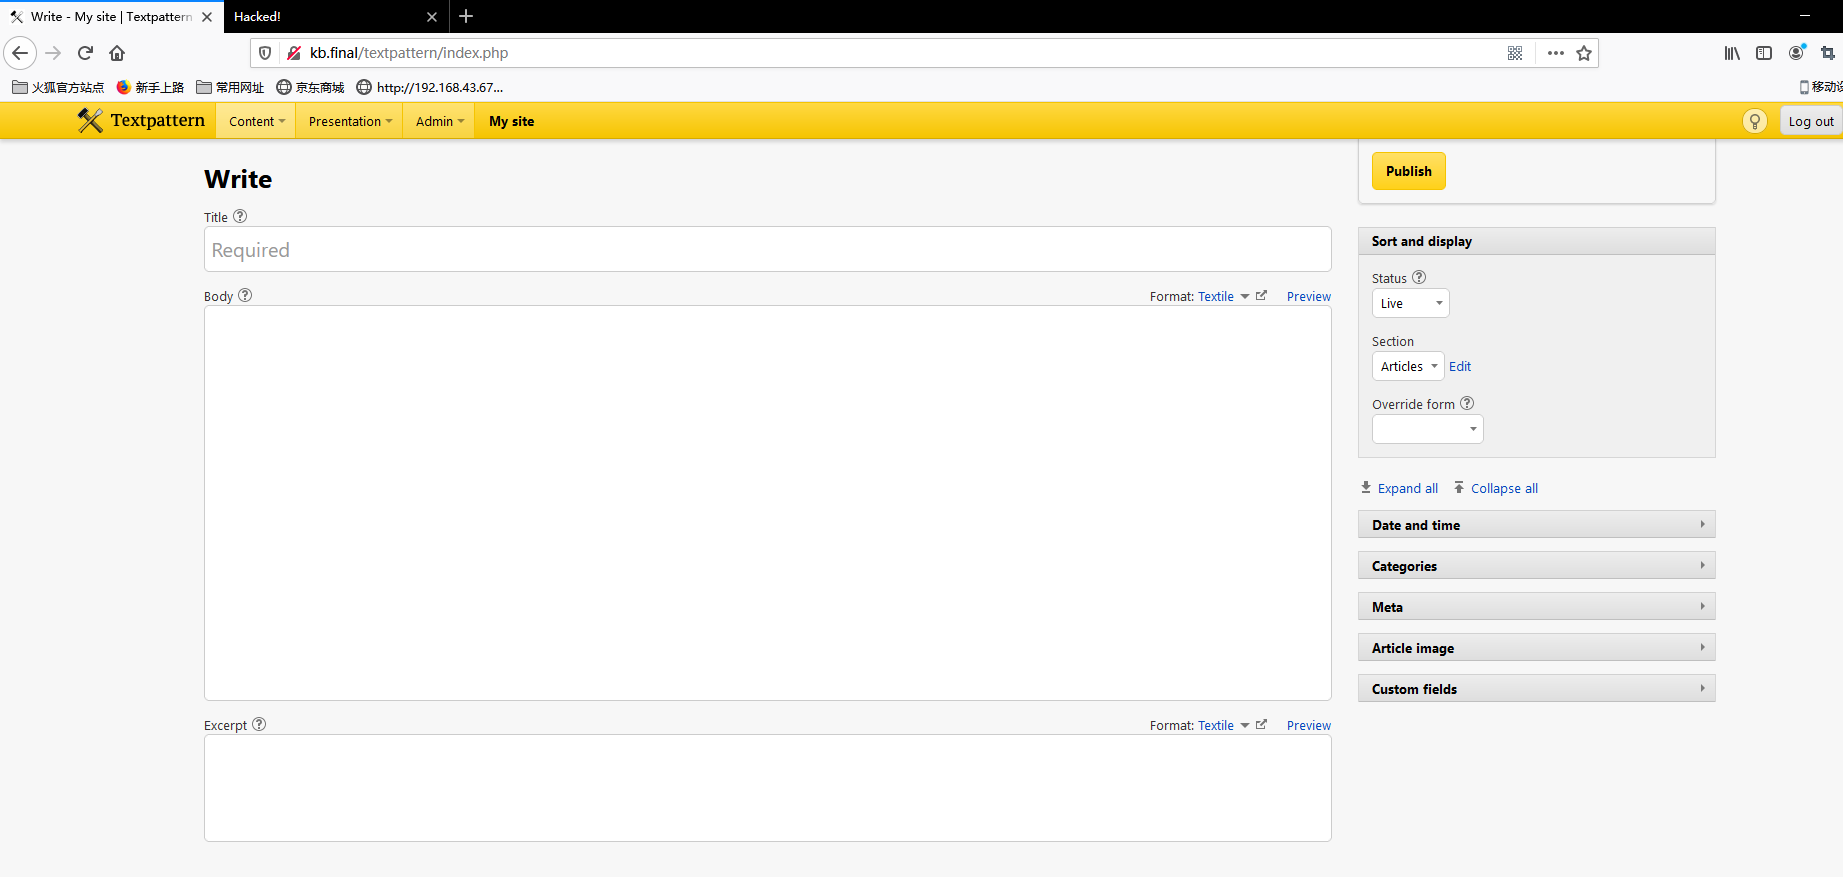 Write - My site | Textpattern
Hacked!
kb.final/textpattern/index.php
火狐官方站点
新手上路
常用网址
京东商城
http://192.168.43.67...
Textpattern
Content
Presentation
Admin
My site
Log out
Write
Publish
Title
Required
Sort and display
Status
Live
Body
Format: Textile
Preview
Section
Articles
Edit
Override form
Expand all
Collapse all
Date and time
Categories
Meta
Article image
Custom fields
Excerpt
Format: Textile
Preview